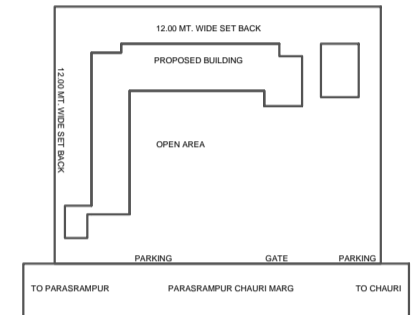 12.00 MT. WIDE SET BACK
PROPOSED BUILDING
12.00 MT. WIDE SET BACK
OPEN AREA
PARKING
GATE
PARKING
TO PARASRAMPUR
PARASRAMPUR CHAURI MARG
TO CHAURI